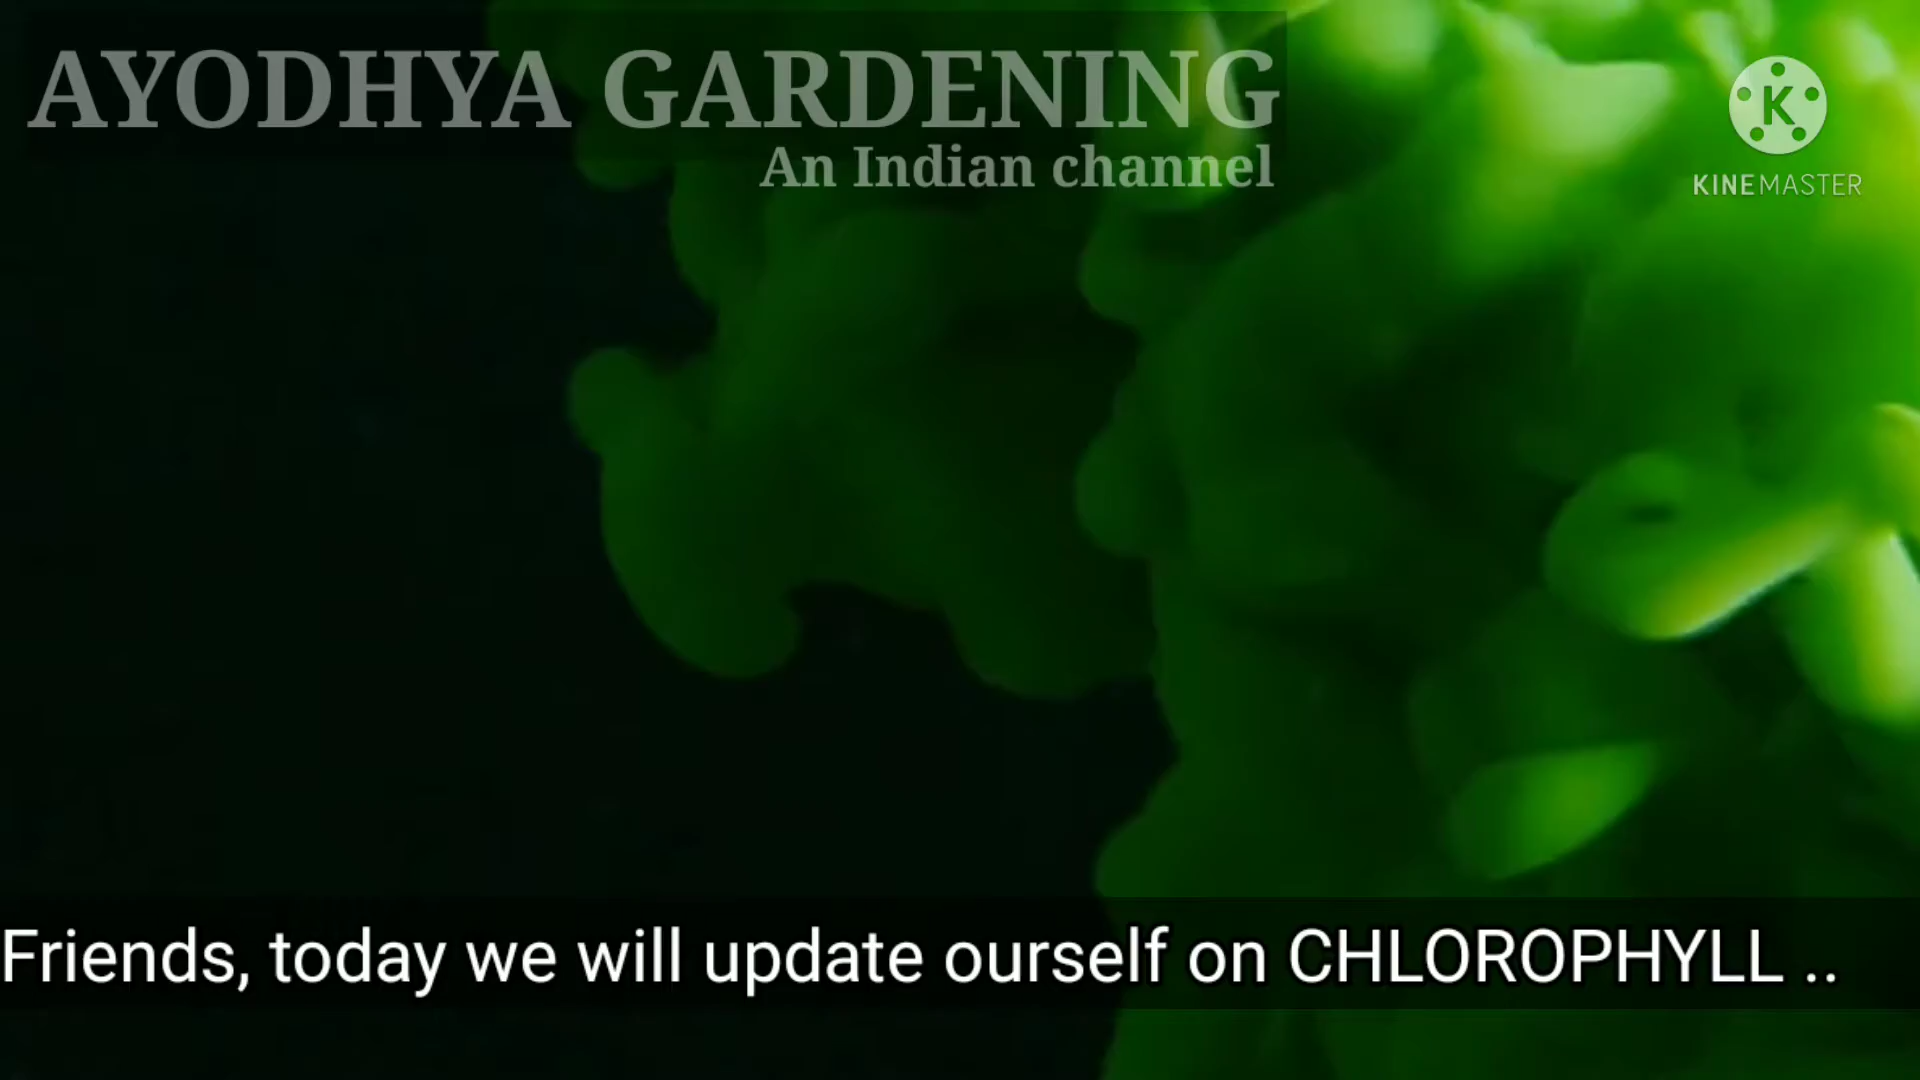 AYODHYA GARDENING
An Indian channel
K
KINEMASTER
Friends, today we will update ourself on CHLOROPHYLL ..